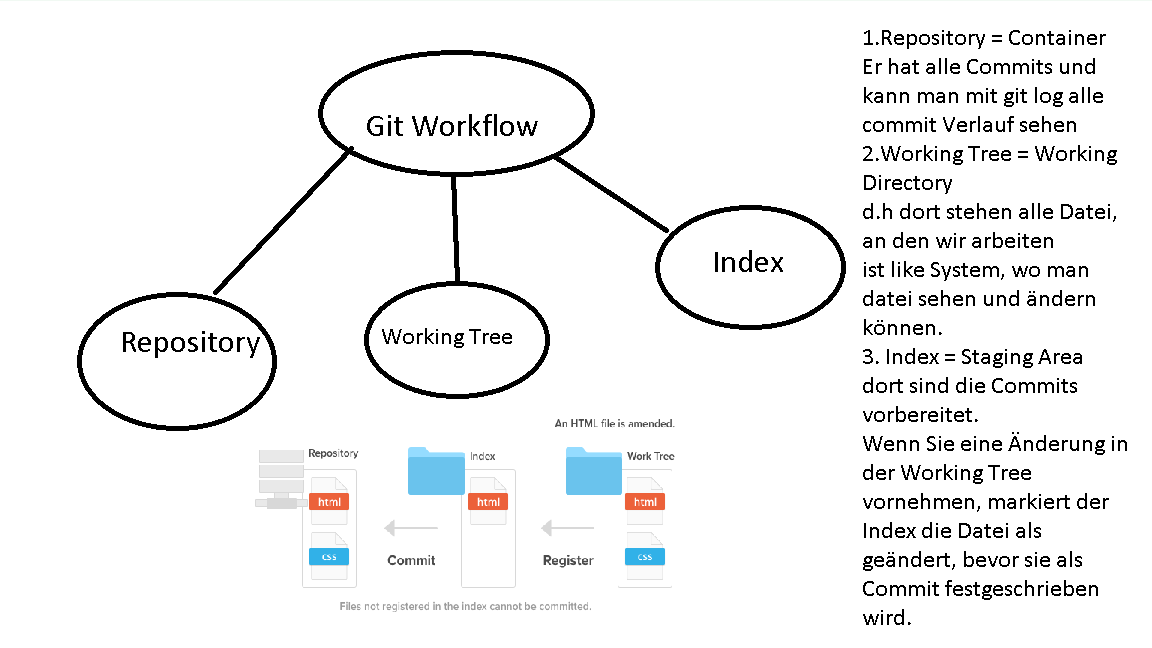 Git Workflow
Repository
Working Tree
Index
An HTML file is amended.
Repository
Index
Work Tree
html
html
html
Commit
Register
css
css
Files not registered in the index cannot be committed.
1.Repository = Container
Er hat alle Commits und
kann man mit git log alle
commit Verlauf sehen
2.Working Tree = Working
Directory
d.h dort stehen alle Datei,
an den wir arbeiten
ist like System, wo man
datei sehen und ändern
können.
3. Index = Staging Area
dort sind die Commits
vorbereitet.
Wenn Sie eine Änderung in
der Working Tree
vornehmen, markiert der
Index die Datei als
geändert, bevor sie als
Commit festgeschrieben
wird.